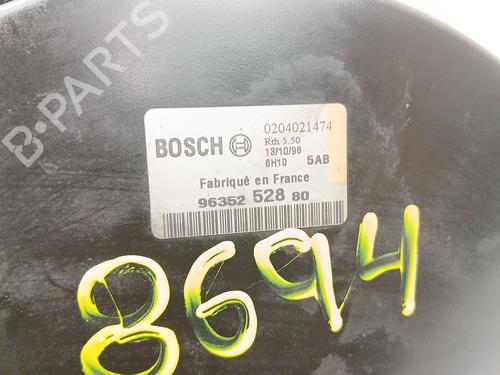 B-PARTS
BOSCH
0204021474
Rth 5.50
13/10/98
6H10 5AB
Fabriqué en France
96352 528 80
8694